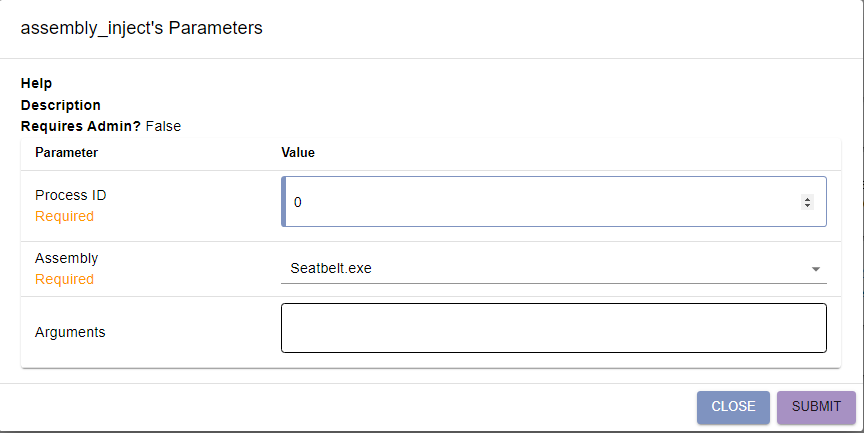 assembly_inject's Parameters
Help
Description
Requires Admin? False
Parameter Value
Process ID
Required
0
Assembly
Required
Seatbelt.exe
Arguments
CLOSE SUBMIT